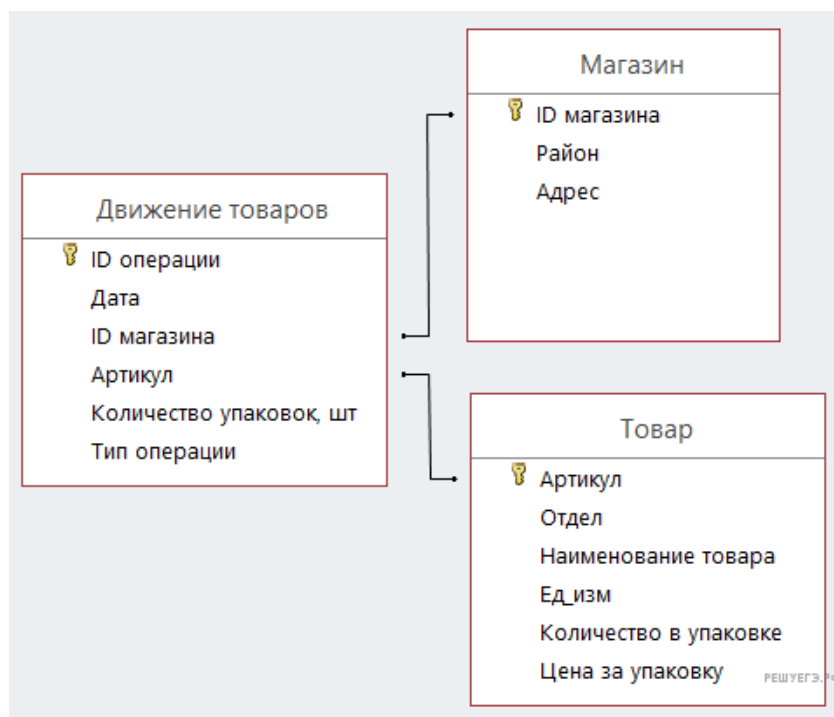 Магазин
ID магазина
Район
Адрес
Движение товаров
ID операции
Дата
ID магазина
Артикул
Количество упаковок, шт
Тип операции
Товар
Артикул
Отдел
Наименование товара
Ед_изм
Количество в упаковке
Цена за упаковку